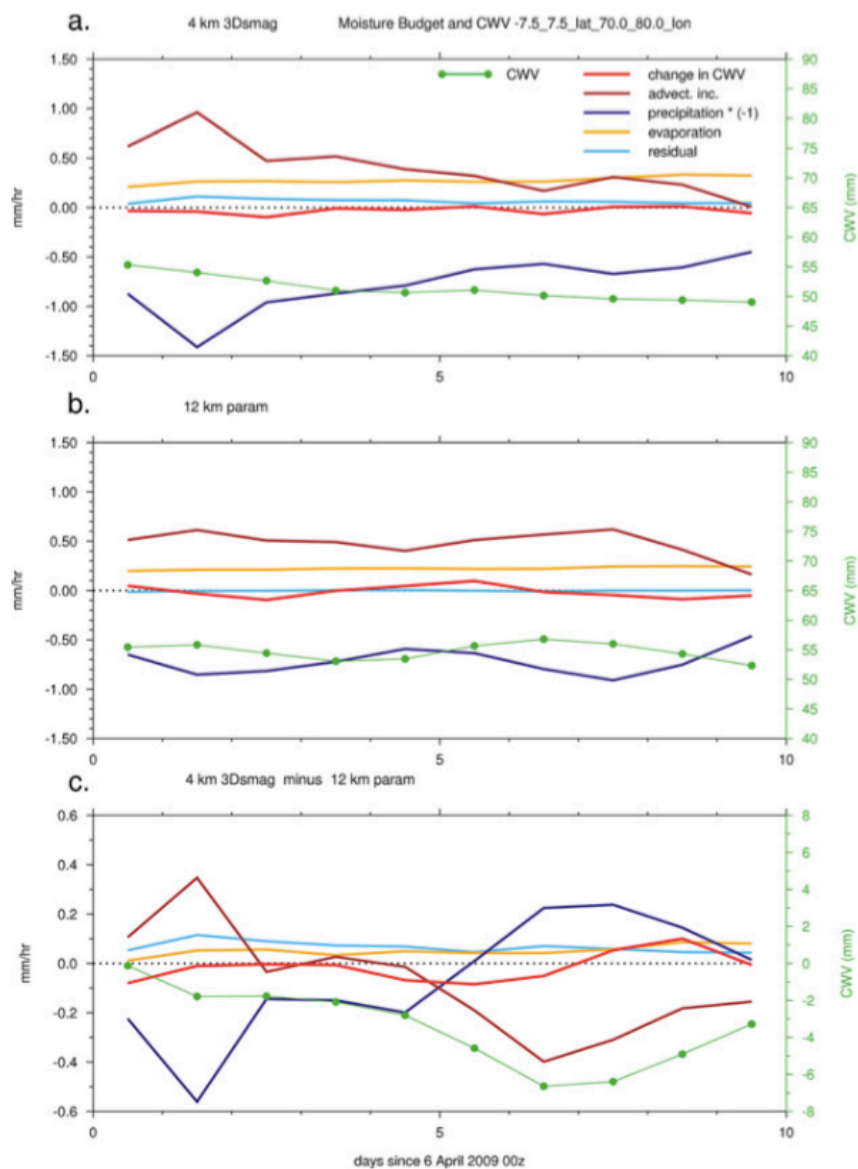 a. 4 km 3Dsmag Moisture Budget and CWV -7.5_7.5_lat_70.0_80.0_lon
1.50 90
85
1.00 80
75
0.50 70
0.00 65
60
-0.50 55
50
-1.00 45
-1.50 40
mm/hr
CWV (mm)
CWV
change in CWV
advect. inc.
precipitation * (-1)
evaporation
residual
0 5 10
b. 12 km param
1.50 90
85
1.00 80
75
0.50 70
0.00 65
60
-0.50 55
50
-1.00 45
-1.50 40
mm/hr
CWV (mm)
0 5 10
c. 4 km 3Dsmag minus 12 km param
0.6 8
6
0.4 4
0.2 2
0.0 0
-0.2 -2
-4
-0.4 -6
-0.6 -8
mm/hr
CWV (mm)
0 5 10
days since 6 April 2009 00z